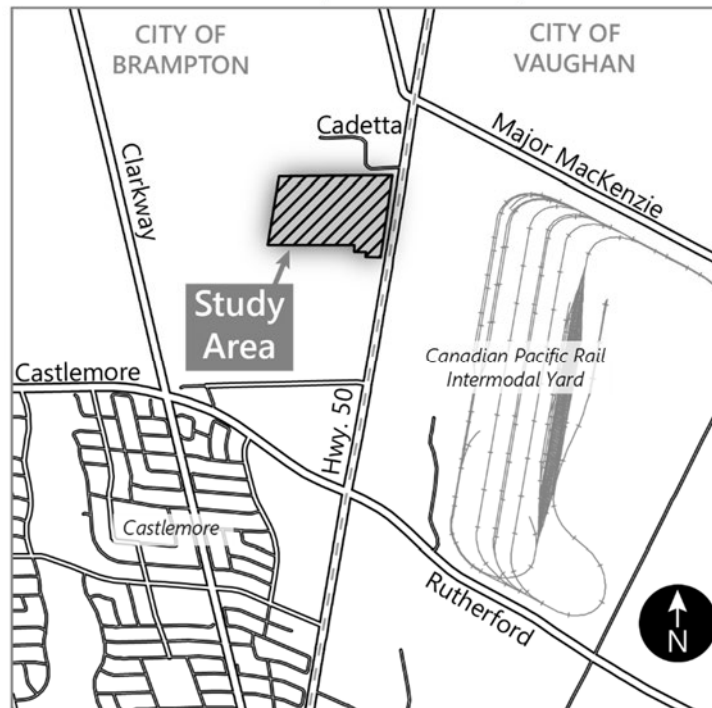 CITY OF
BRAMPTON
CITY OF
VAUGHAN
Cadetta
Major MacKenzie
Clarkway
Study
Area
Canadian Pacific Rail
Intermodal Yard
Castlemore
Hwy. 50
Castlemore
Rutherford
N